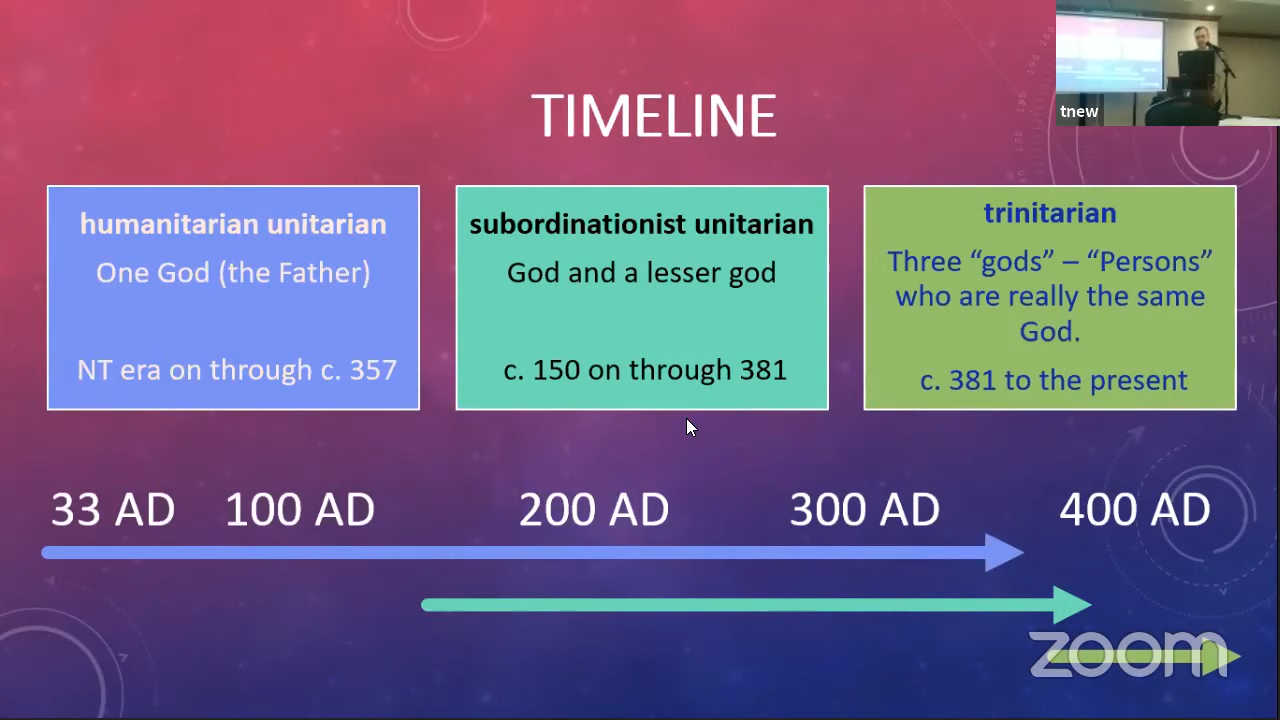 TIMELINE
tnew
humanitarian unitarian
One God (the Father)
NT era on through c. 357
subordinationist unitarian
God and a lesser god
c. 150 on through 381
trinitarian
Three “gods” – “Persons”
who are really the same
God.
c. 381 to the present
33 AD 100 AD 200 AD 300 AD 400 AD
zoom